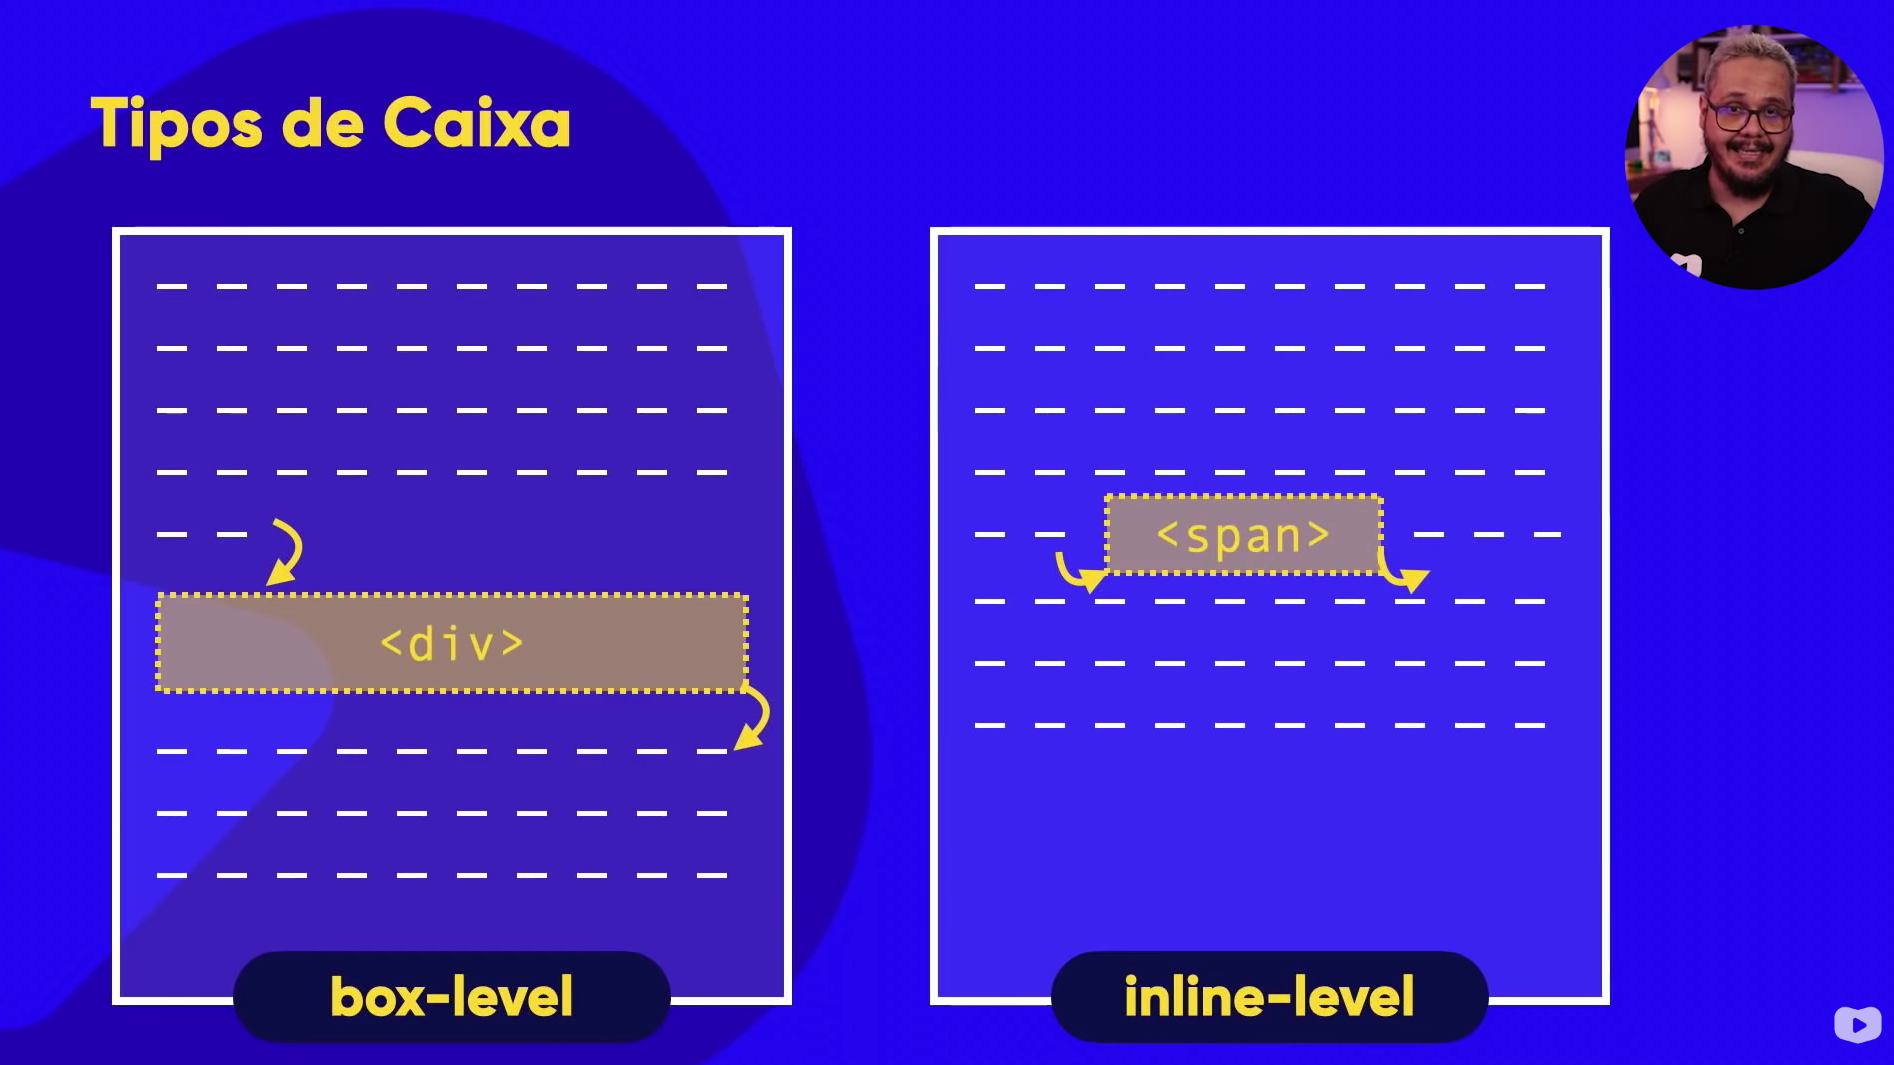 Tipos de Caixa
<div>
<span>
box-level
inline-level